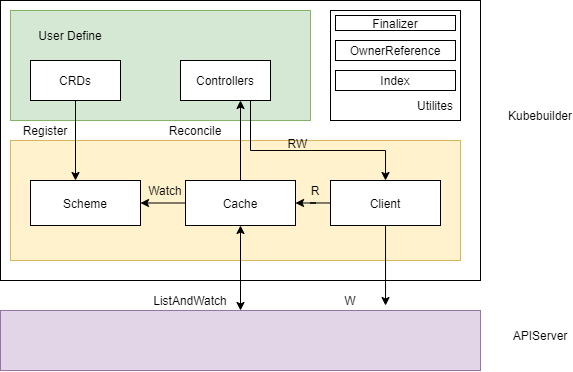 User Define
Finalizer
OwnerReference
Index
Utilites
CRDs
Controllers
Kubebuilder
Register
Reconcile
RW
Watch
R
Scheme
Cache
Client
ListAndWatch
W
APIServer